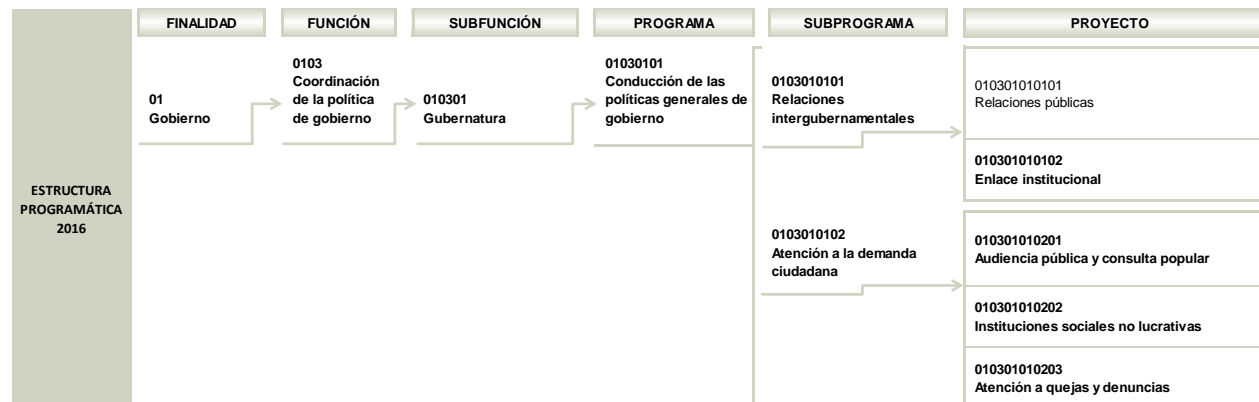 FINALIDAD
FUNCIÓN
SUBFUNCIÓN
PROGRAMA
SUBPROGRAMA
PROYECTO
ESTRUCTURA
PROGRAMÁTICA
2016
01
Gobierno
0103
Coordinación
de la política
de gobierno
010301
Gubernatura
01030101
Conducción de las
políticas generales de
gobierno
0103010101
Relaciones
intergubernamentales
010301010101
Relaciones públicas
010301010102
Enlace institucional
0103010102
Atención a la demanda
ciudadana
010301010201
Audiencia pública y consulta popular
010301010202
Instituciones sociales no lucrativas
010301010203
Atención a quejas y denuncias